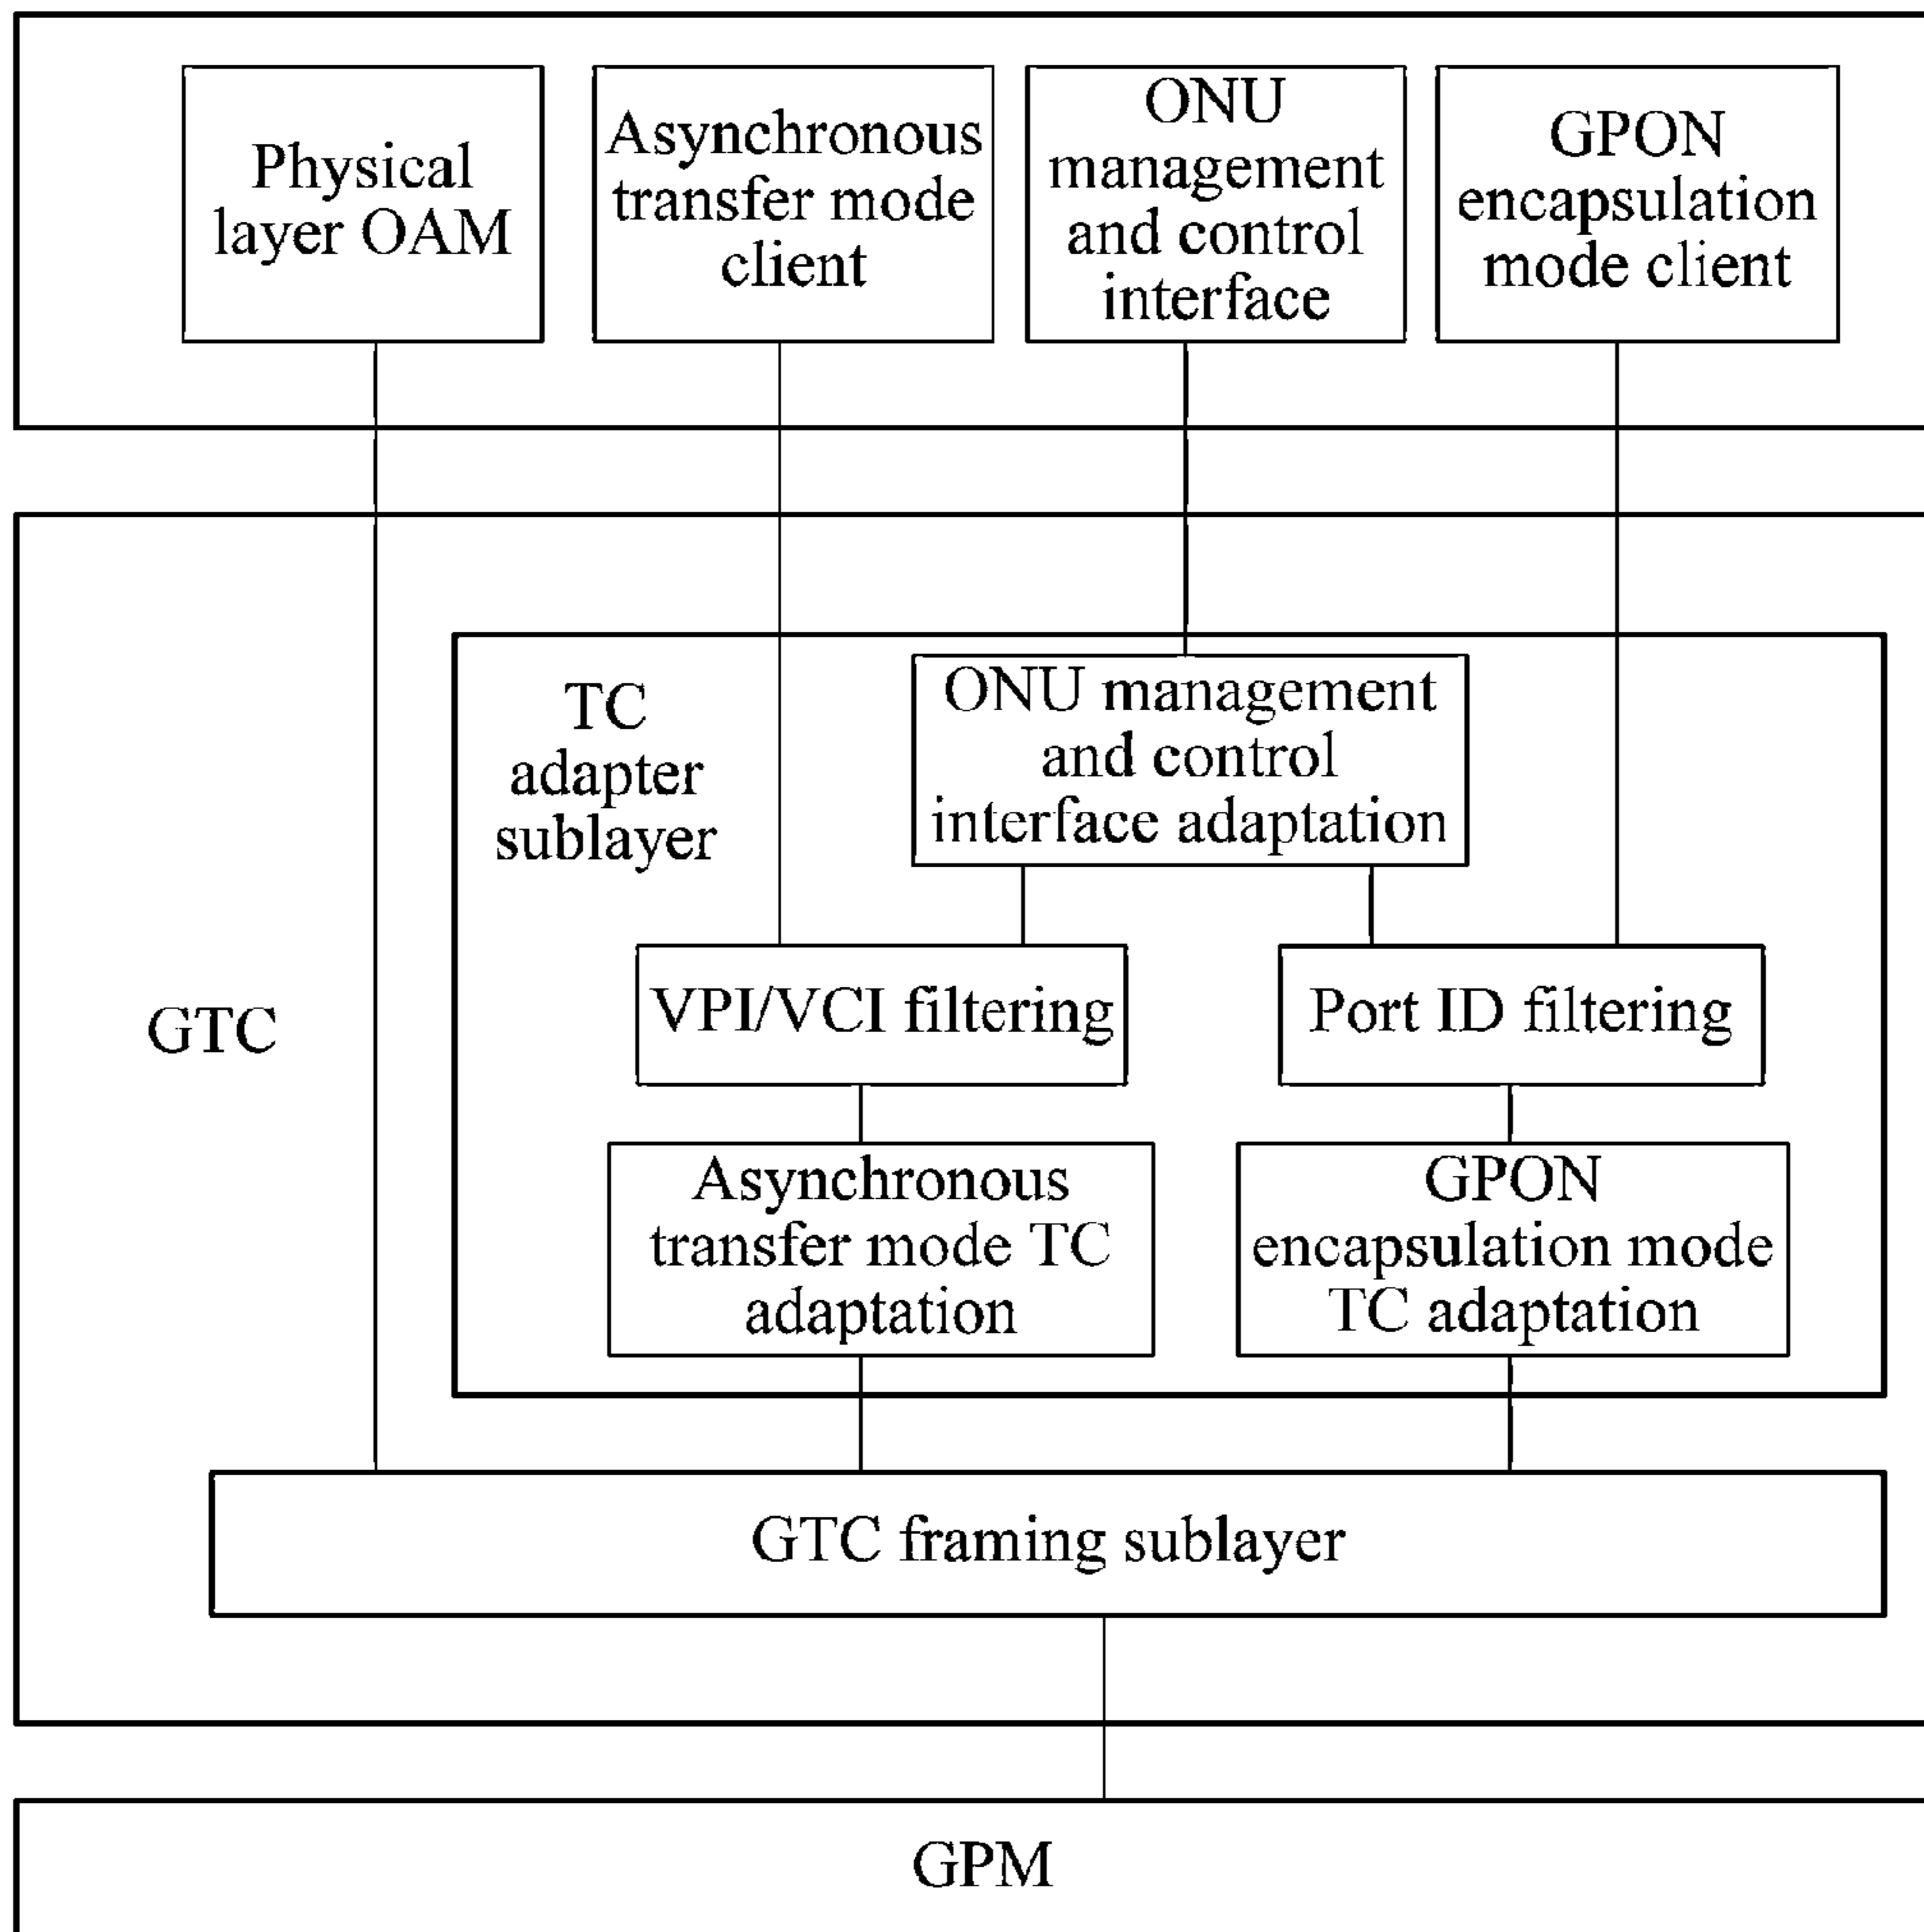 Physical
layer OAM
Asynchronous
transfer mode
client
ONU
management
and control
interface
GPON
encapsulation
mode client
TC
adapter
sublayer
ONU management
and control
interface adaptation
GTC
VPI/VCI filtering
Port ID filtering
Asynchronous
transfer mode TC
adaptation
GPON
encapsulation mode
TC adaptation
GTC framing sublayer
GPM